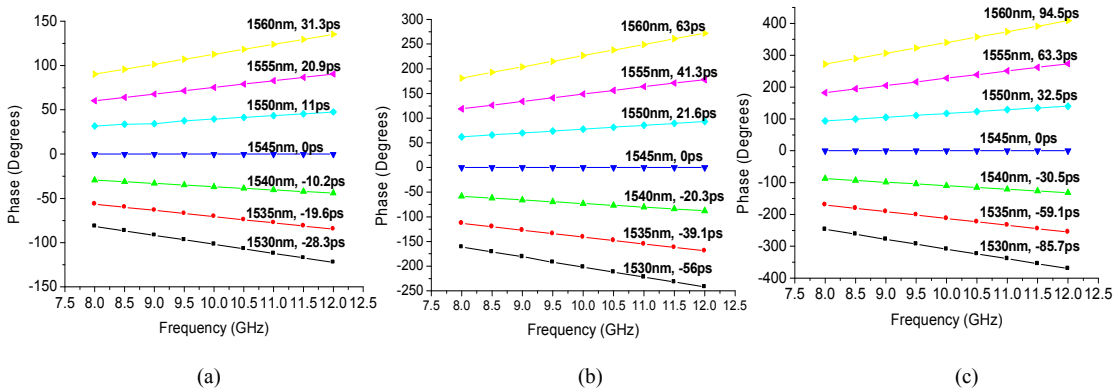 150
100
50
0
-50
-100
-150
7.5 8.0 8.5 9.0 9.5 10.0 10.5 11.0 11.5 12.0 12.5
Phase (Degrees)
Frequency (GHz)
1560nm, 31.3ps
1555nm, 20.9ps
1550nm, 11ps
1545nm, 0ps
1540nm, -10.2ps
1535nm, -19.6ps
1530nm, -28.3ps
(a)
300
250
200
150
100
50
0
-50
-100
-150
-200
-250
7.5 8.0 8.5 9.0 9.5 10.0 10.5 11.0 11.5 12.0 12.5
Phase (Degrees)
Frequency (GHz)
1560nm, 63ps
1555nm, 41.3ps
1550nm, 21.6ps
1545nm, 0ps
1540nm, -20.3ps
1535nm, -39.1ps
1530nm, -56ps
(b)
400
300
200
100
0
-100
-200
-300
-400
7.5 8.0 8.5 9.0 9.5 10.0 10.5 11.0 11.5 12.0 12.5
Phase (Degrees)
Frequency (GHz)
1560nm, 94.5ps
1555nm, 63.3ps
1550nm, 32.5ps
1545nm, 0ps
1540nm, -30.5ps
1535nm, -59.1ps
1530nm, -85.7ps
(c)